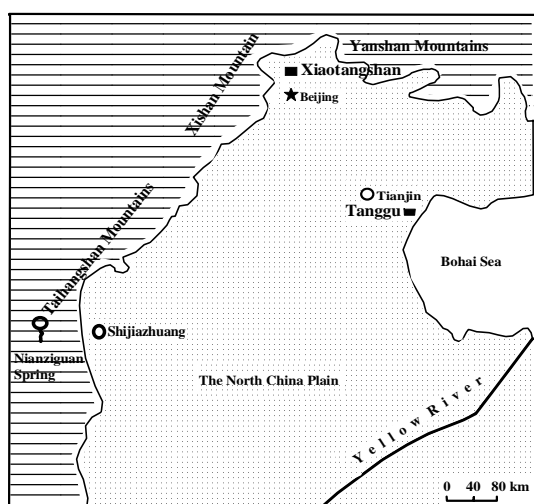 Yanshan Mountains
Xiaotangshan
Xishan Mountain
Beijing
Taihangshan Mountains
Tianjin
Tanggu
Bohai Sea
Shijiazhuang
Nianziguan
Spring
The North China Plain
Yellow River
0 40 80 km